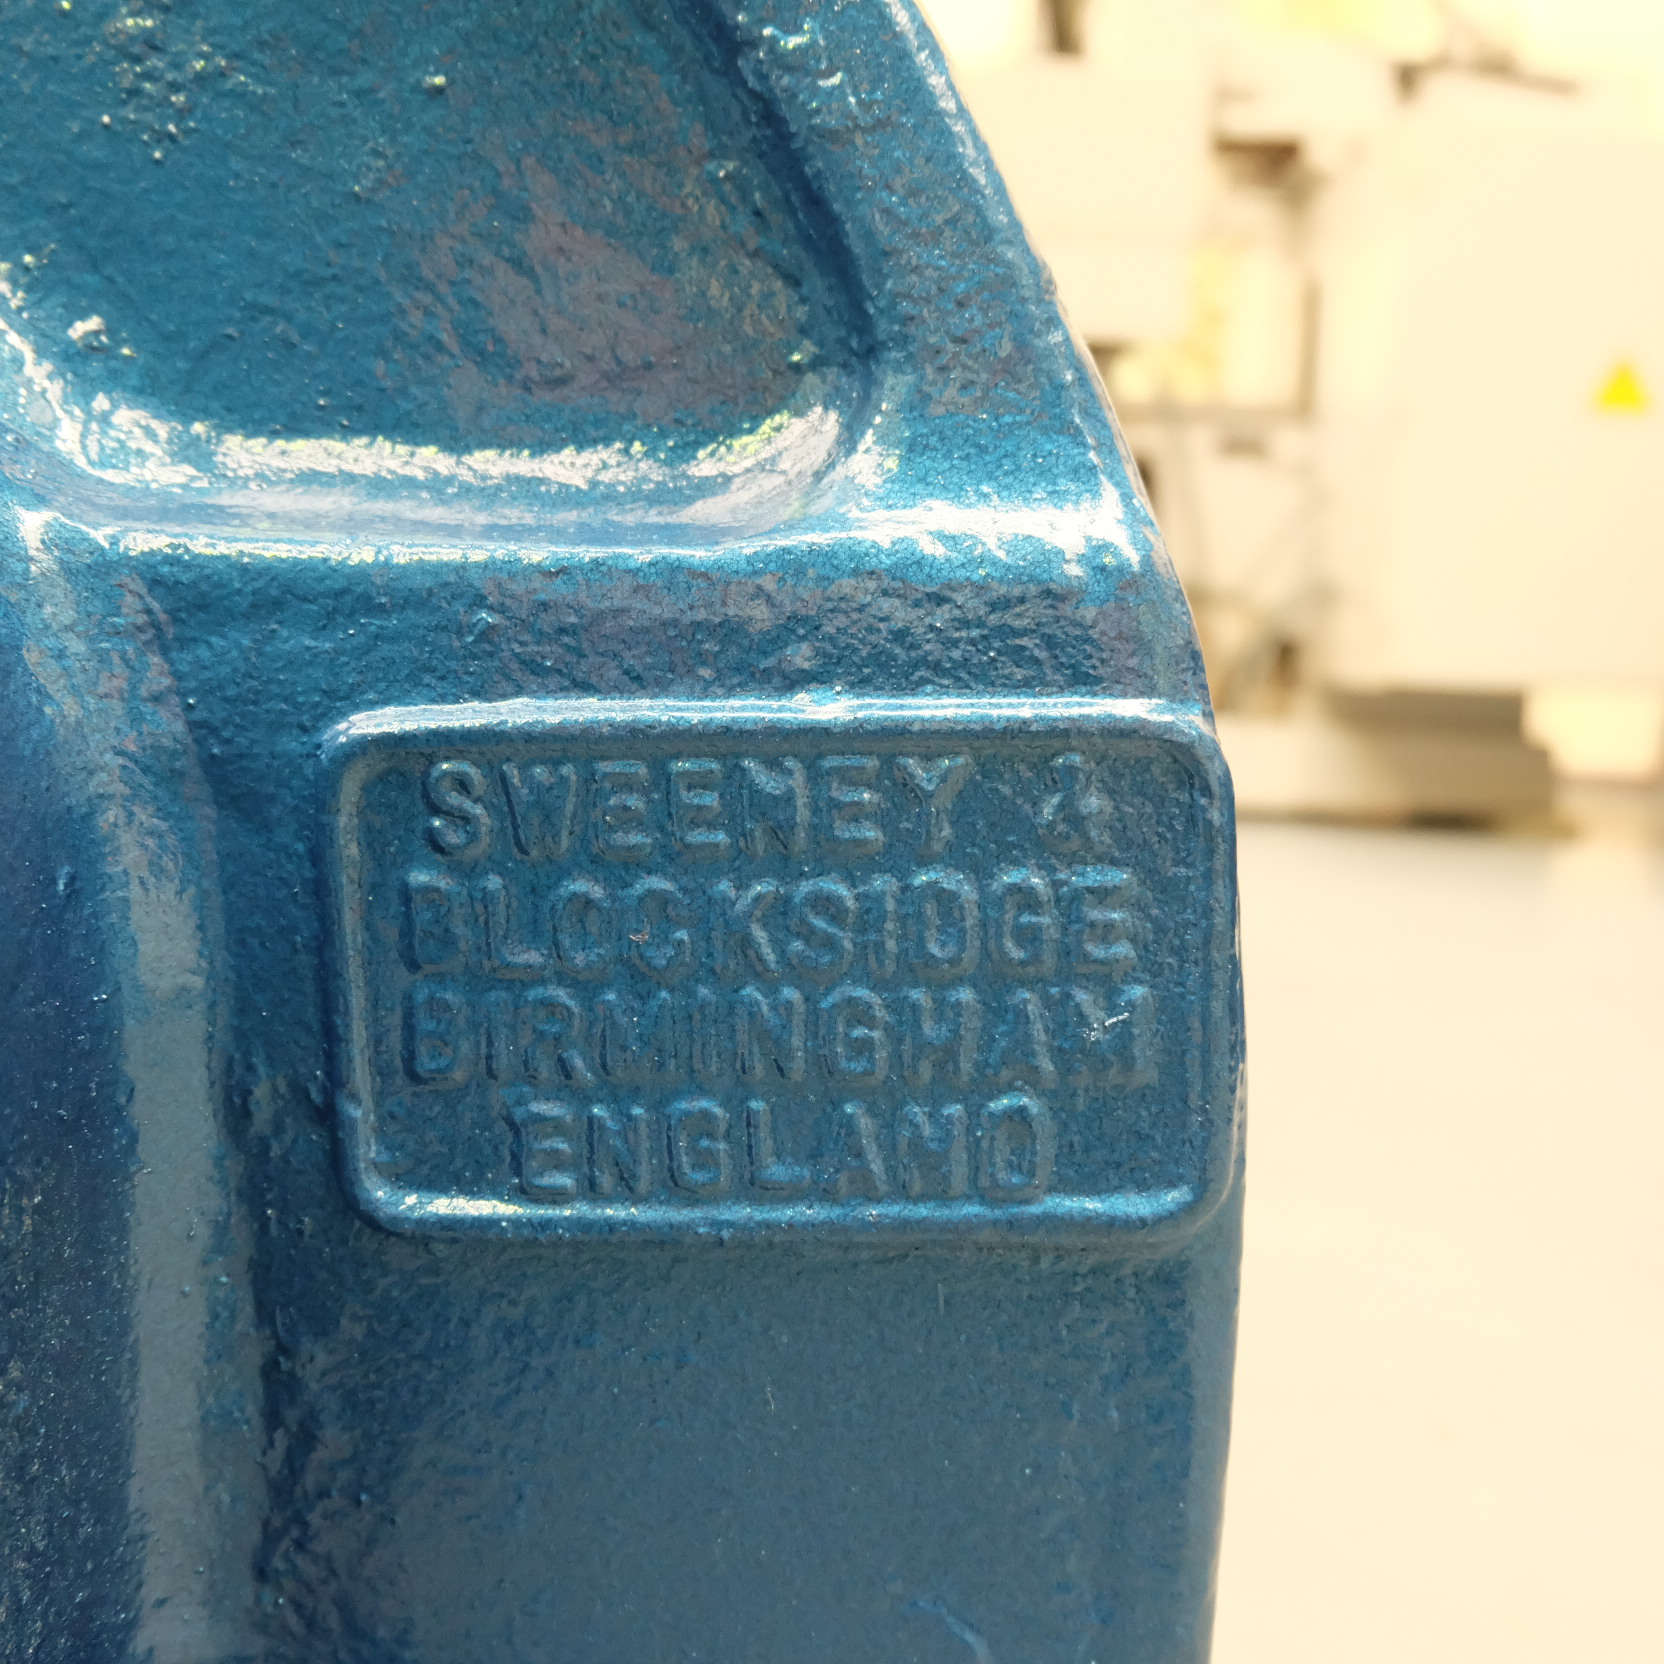 SWEENEY &
BLOCKSIDGE
BIRMINGHAM
ENGLAND